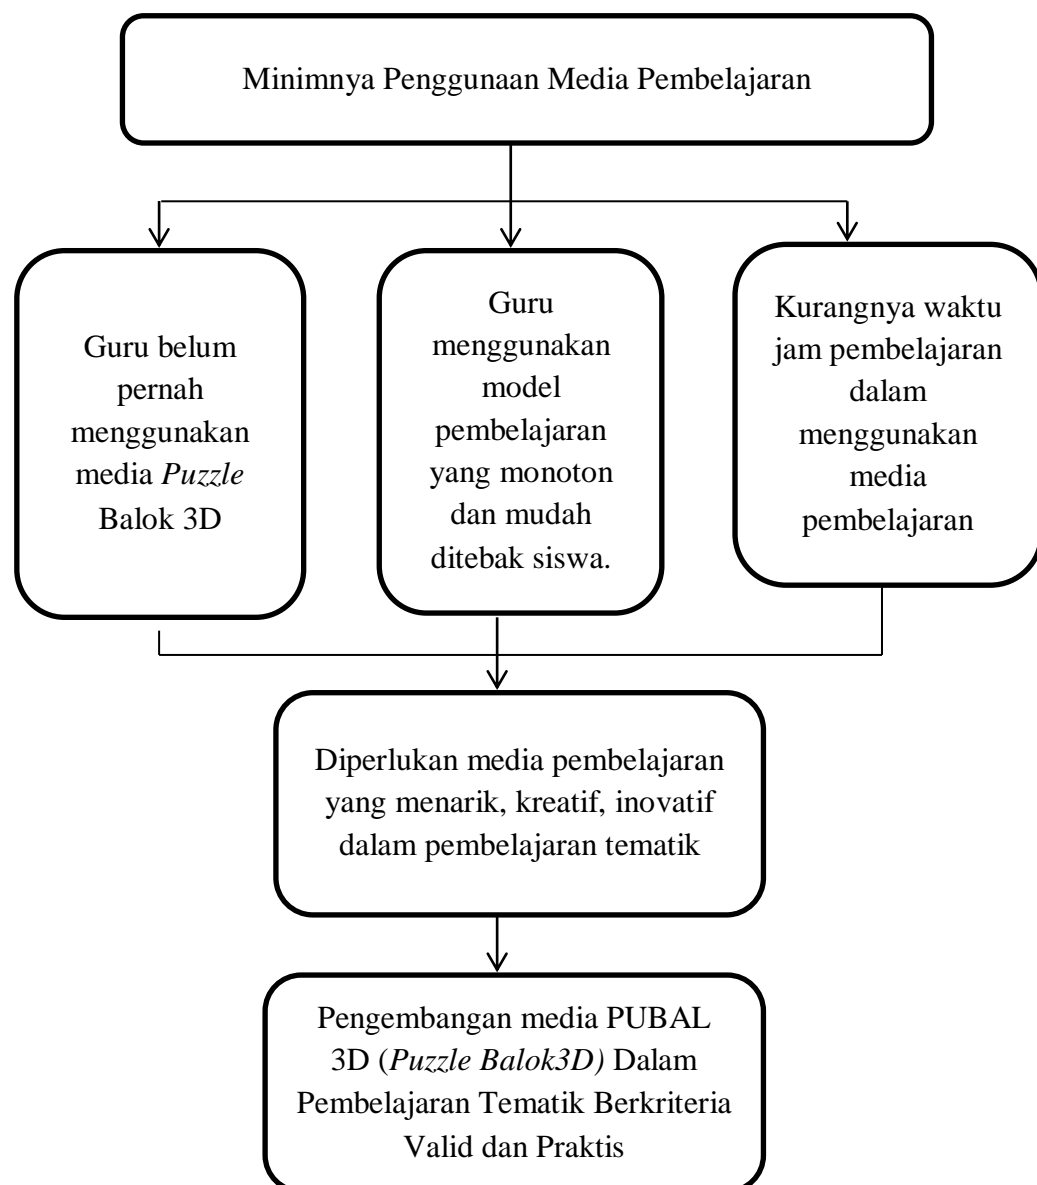 Minimnya Penggunaan Media Pembelajaran
Guru belum
pernah
menggunakan
media Puzzle
Balok 3D
Guru
menggunakan
model
pembelajaran
yang monoton
dan mudah
ditebak siswa.
Kurangnya waktu
jam pembelajaran
dalam
menggunakan
media
pembelajaran
Diperlukan media pembelajaran
yang menarik, kreatif, inovatif
dalam pembelajaran tematik
Pengembangan media PUBAL
3D (Puzzle Balok3D) Dalam
Pembelajaran Tematik Berkriteria
Valid dan Praktis